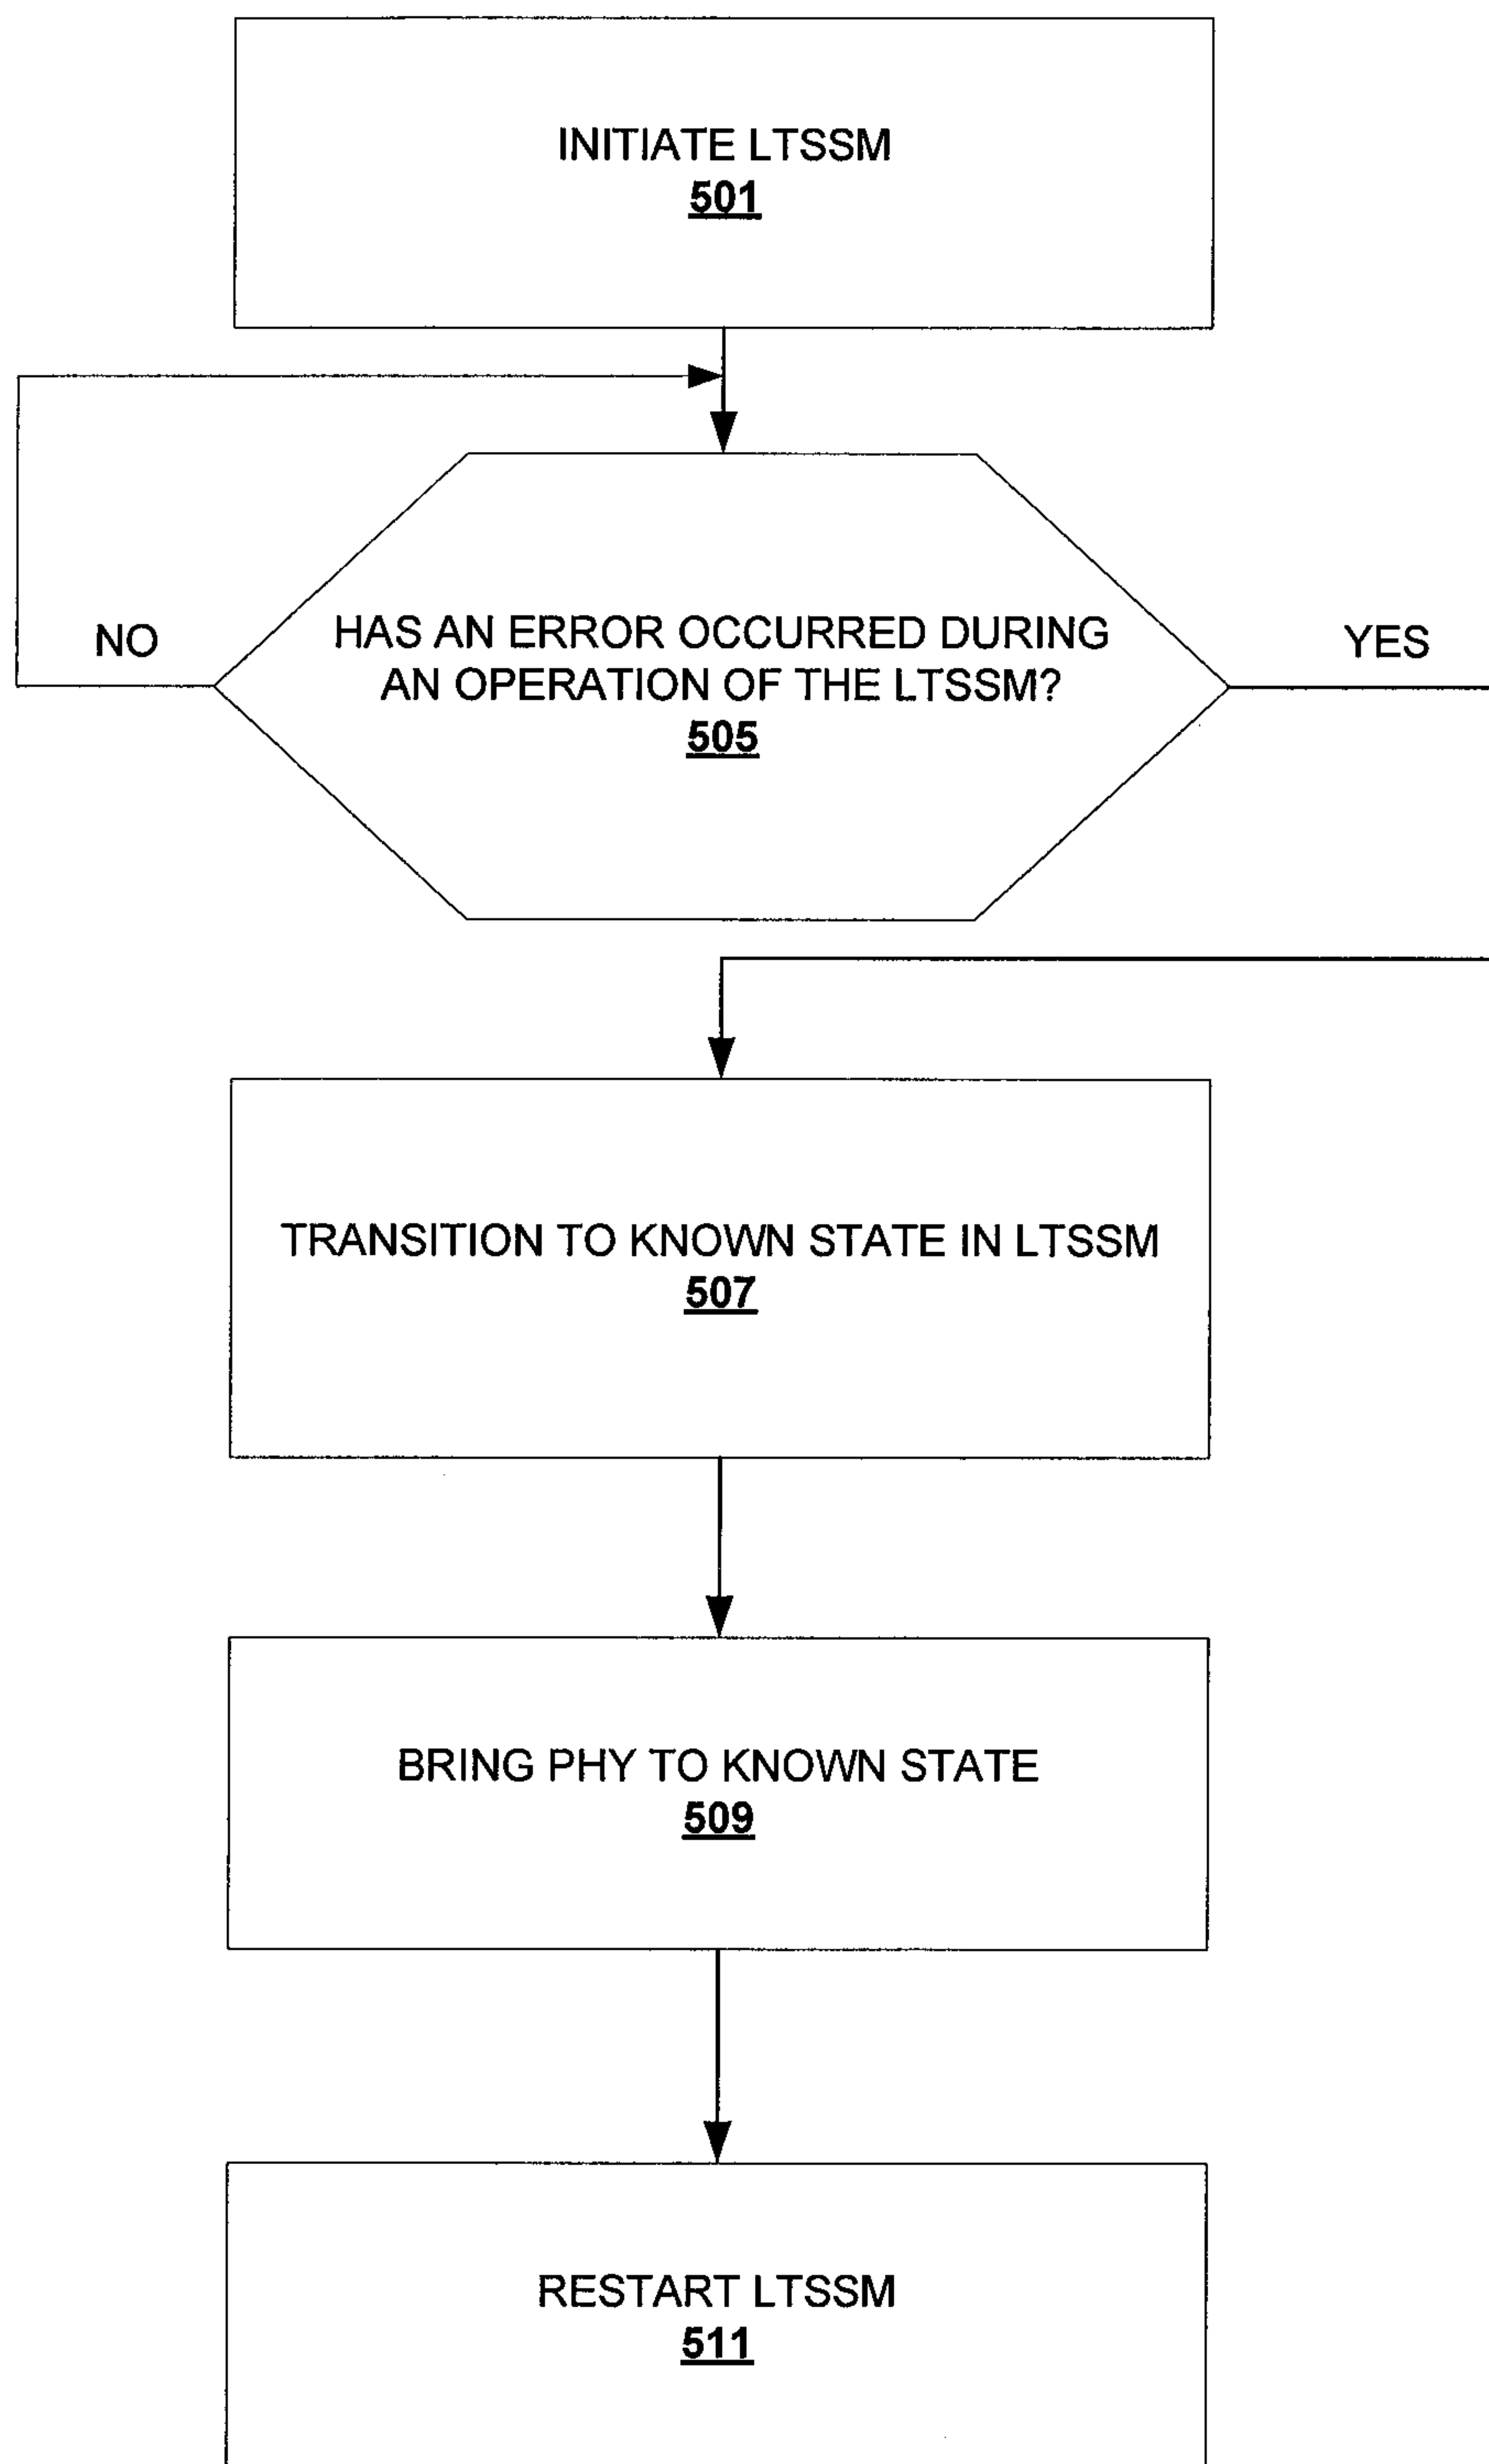 INITIATE LTSSM
501
NO
HAS AN ERROR OCCURRED DURING
AN OPERATION OF THE LTSSM?
505
YES
TRANSITION TO KNOWN STATE IN LTSSM
507
BRING PHY TO KNOWN STATE
509
RESTART LTSSM
511